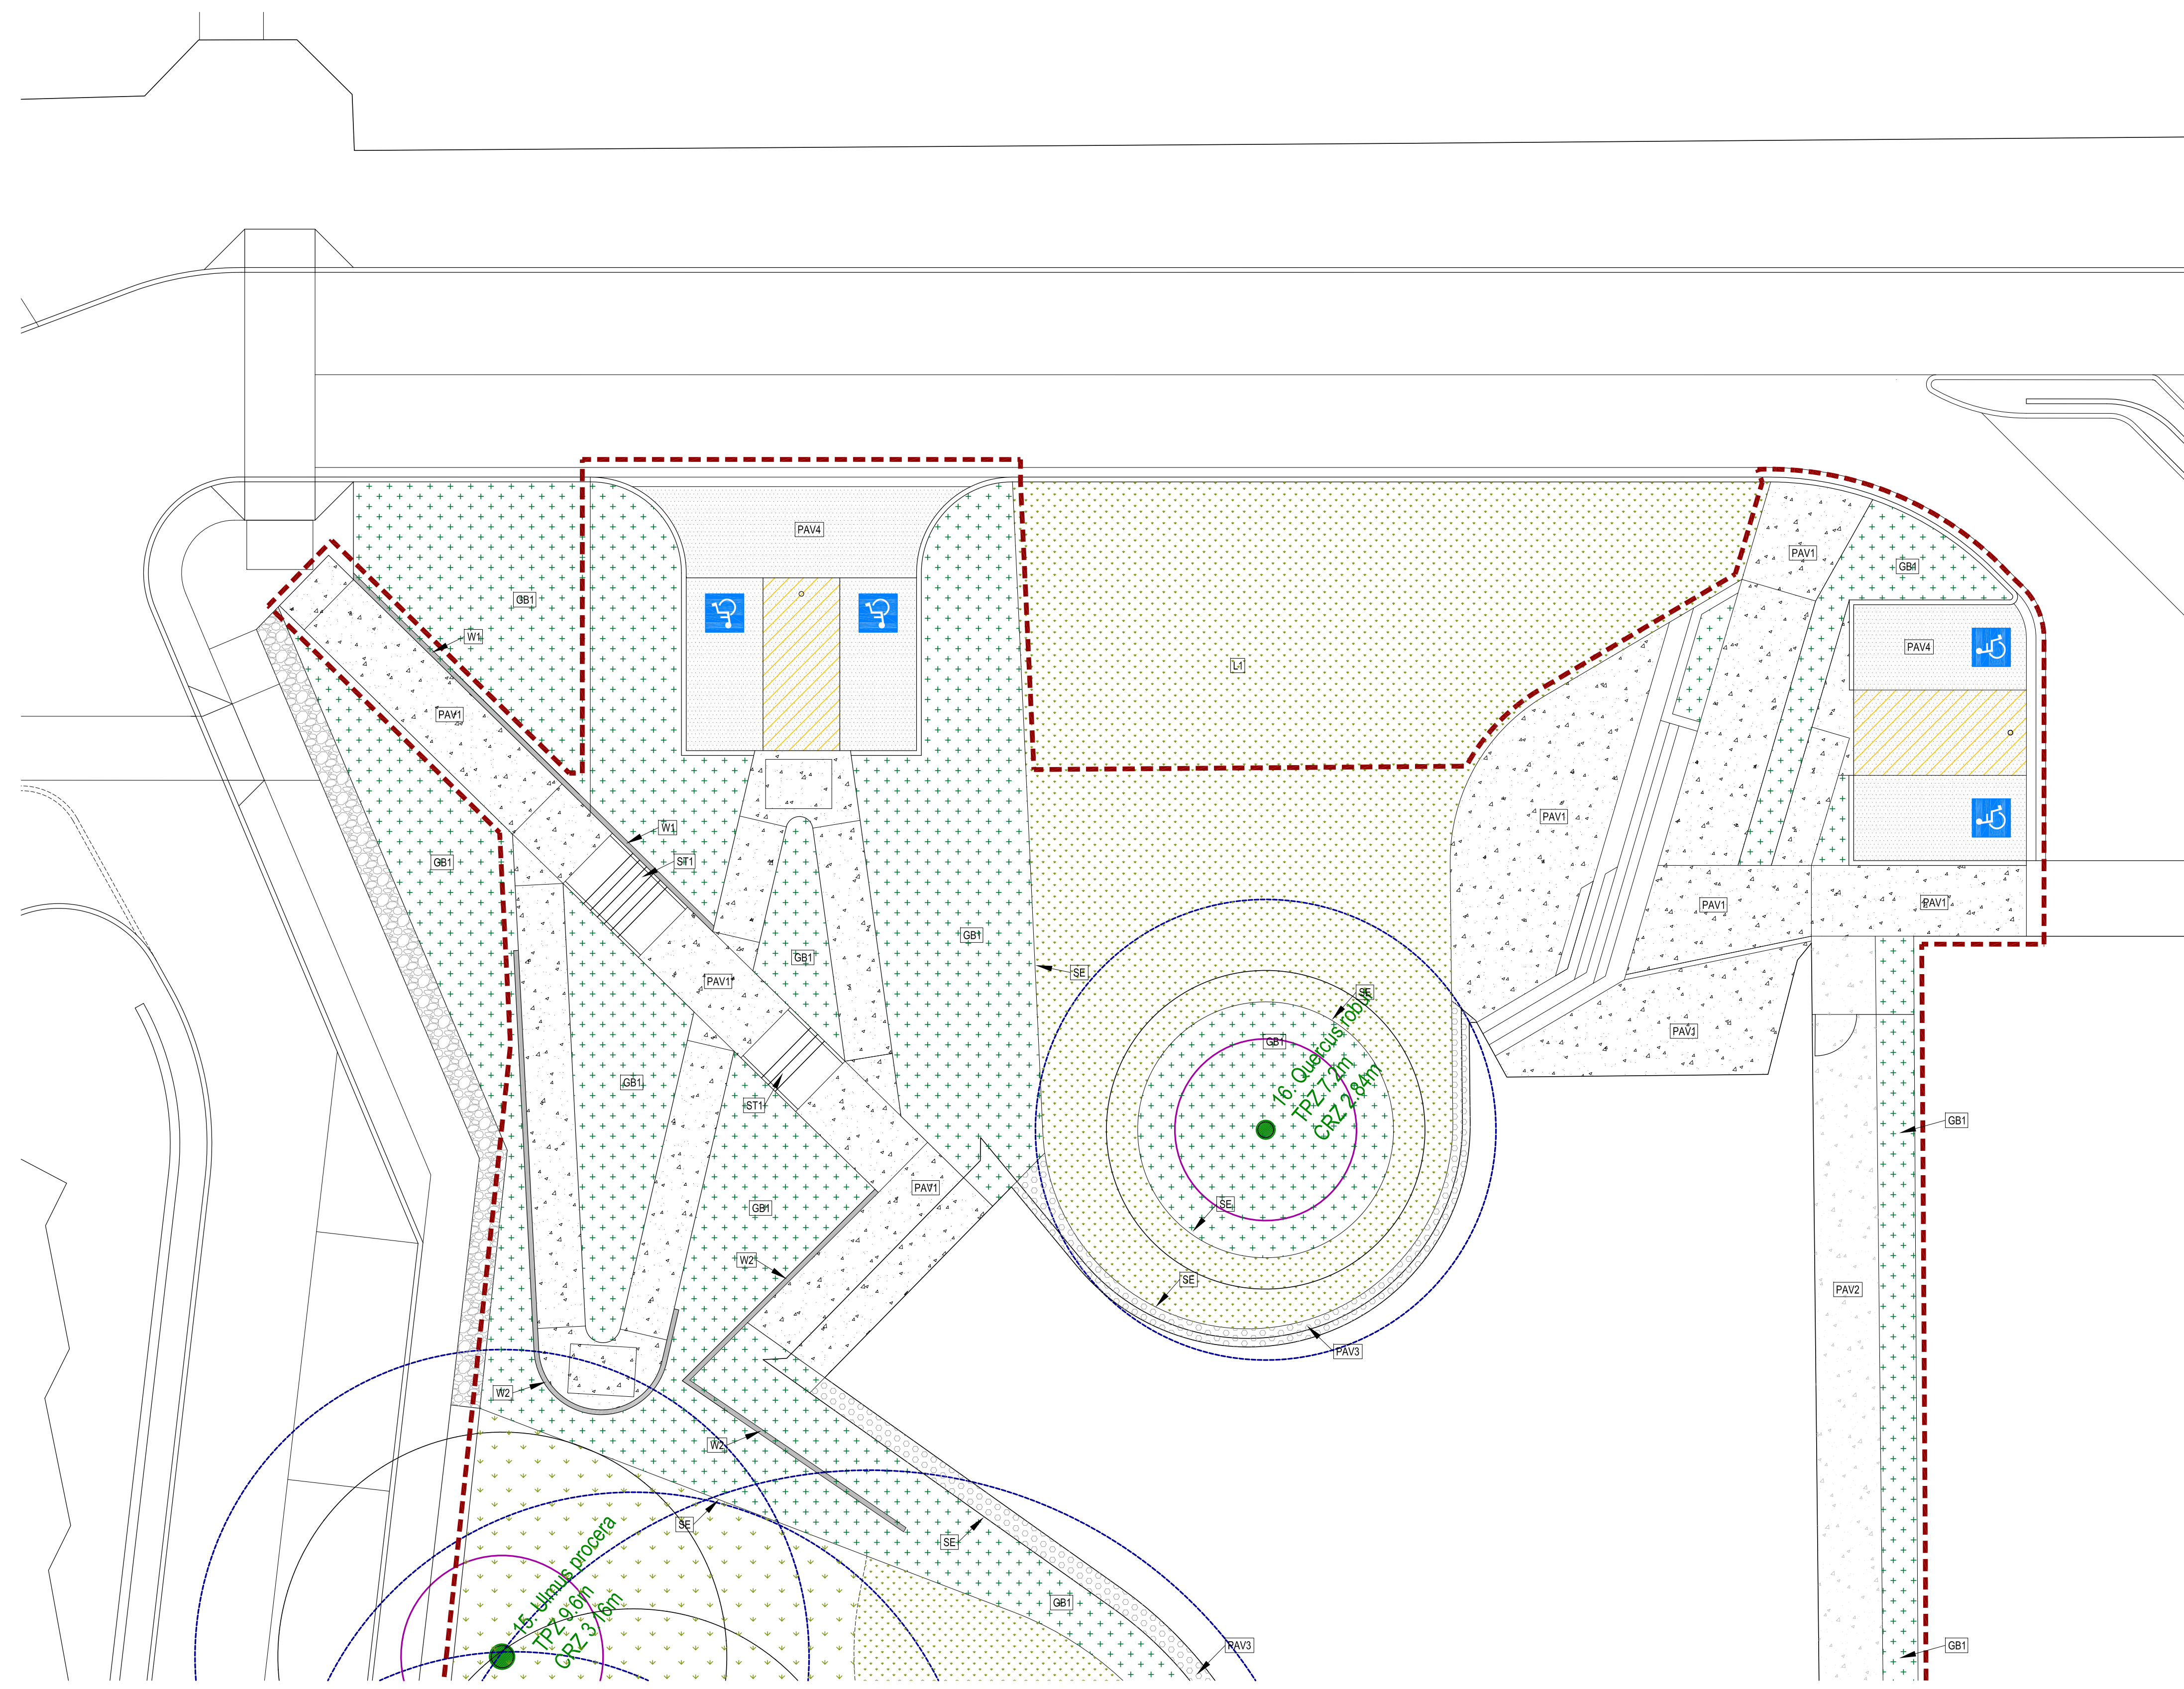 PAV4
PAV1
GB1
GB1
W1
PAV4
L1
PAV1
W1
PAV1
ST1
GB1
PAV1
PAV1
GB1
GB1
SE
PAV1
SE
PAV1
GB1
16. Quercus robur
TPZ 7.2m
CRZ 2.84m
GB1
ST1
GB1
PAV1
GB1
SE
W2
SE
PAV2
PAV3
W2
W2
SE
SE
15. Ulmus procera
TPZ 9.6m
CRZ 3.16m
GB1
PAV3
GB1